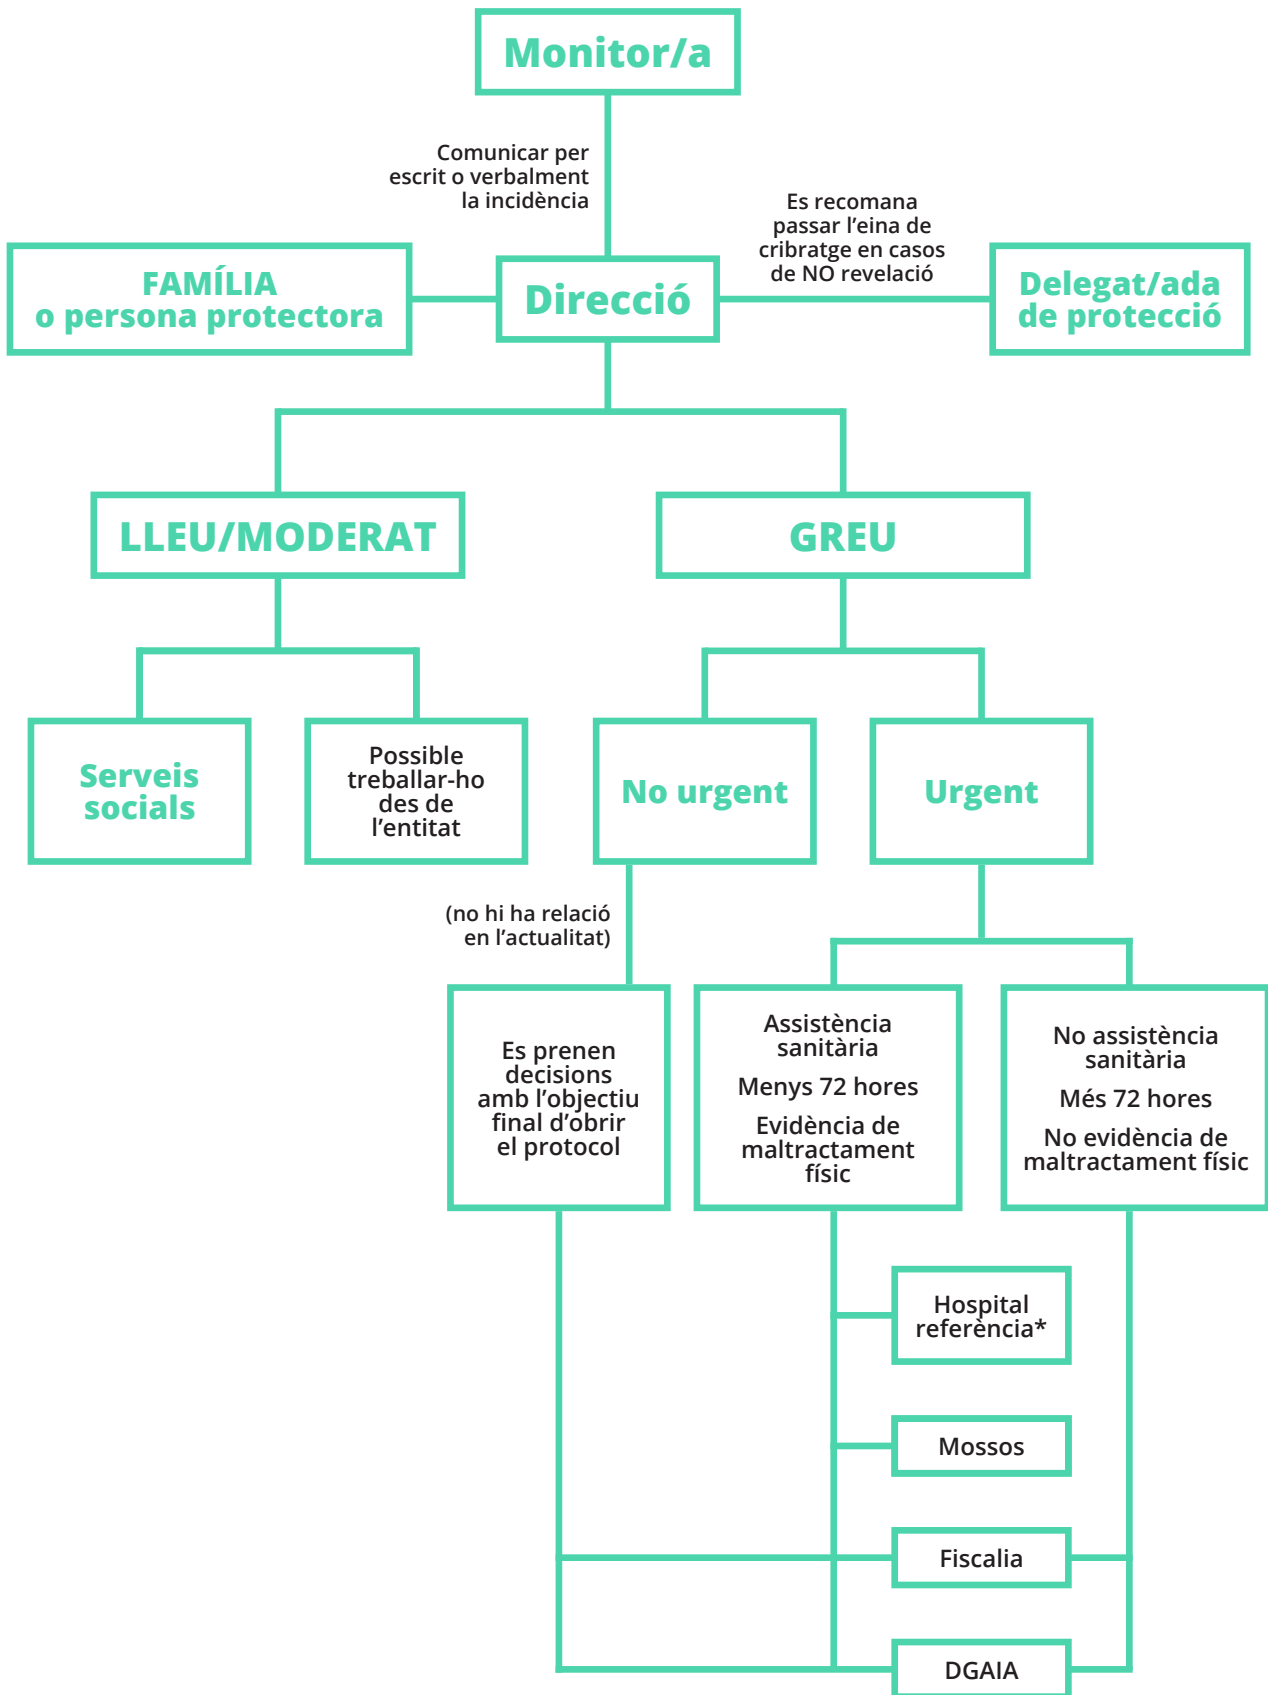 Monitor/a
Comunicar per
escrit o verbalment
la incidència
Es recomana
passar l’eina de
cribratge en casos
de NO revelació
FAMÍLIA
o persona protectora
Direcció
Delegat/ada
de protecció
LLEU/MODERAT
GREU
Serveis
socials
Possible
treballar-ho
des de
l’entitat
No urgent
Urgent
(no hi ha relació
en l’actualitat)
Es prenen
decisions
amb l’objectiu
final d’obrir
el protocol
Assistència
sanitària
Menys 72 hores
Evidència de
maltractament
físic
No assistència
sanitària
Més 72 hores
No evidència de
maltractament físic
Hospital
referència*
Mossos
Fiscalia
DGAIA